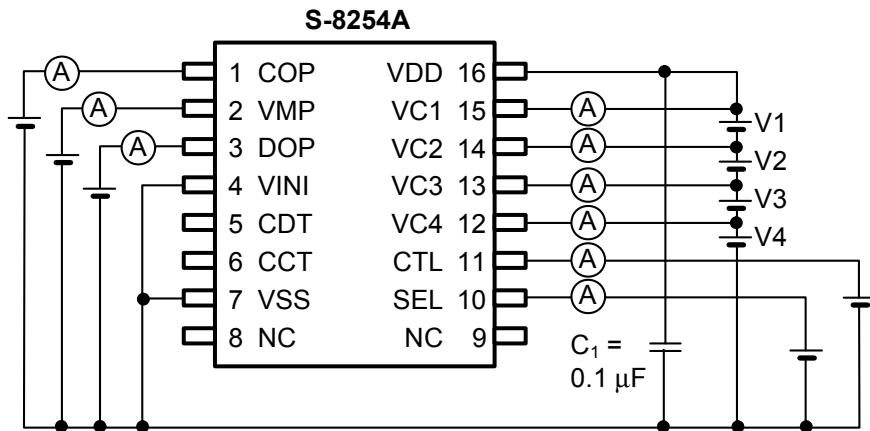 S-8254A
A
A
A
1 COP
2 VMP
3 DOP
4 VINI
5 CDT
6 CCT
7 VSS
8 NC
VDD 16
VC1 15
VC2 14
VC3 13
VC4 12
CTL 11
SEL 10
NC 9
A
A
A
A
A
A
V1
V2
V3
V4
C₁ =
0.1 μF